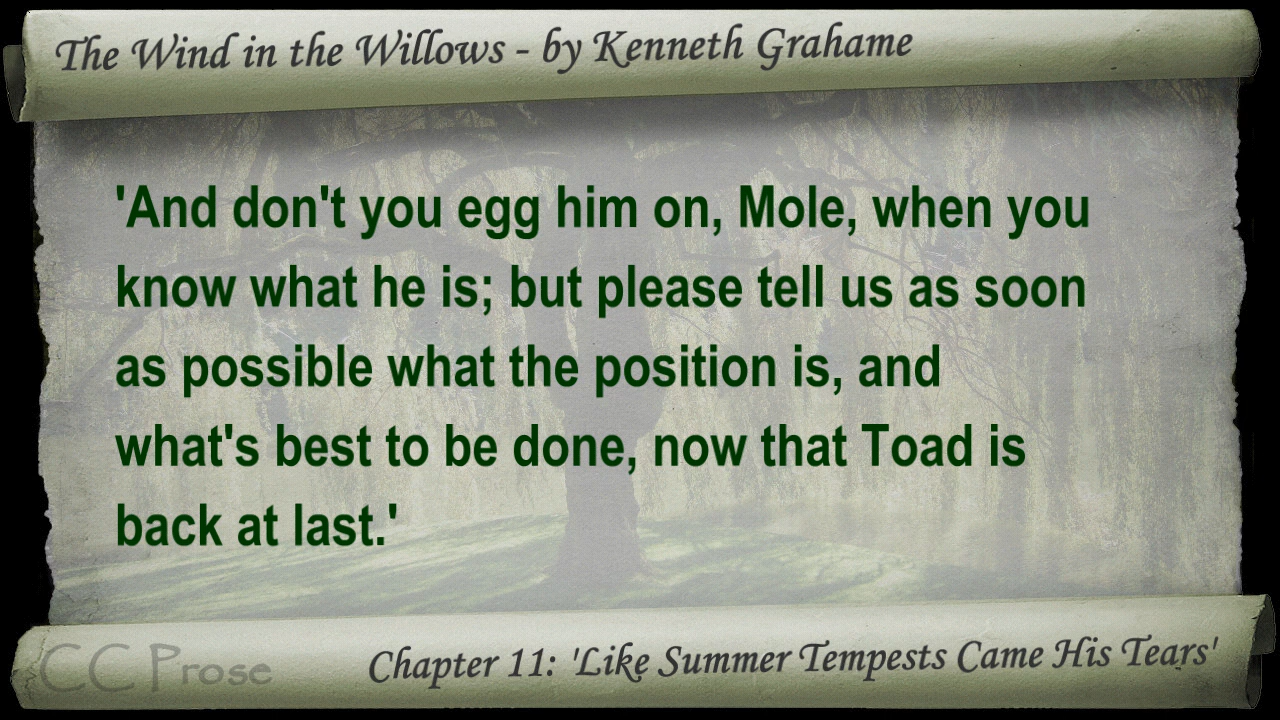 The Wind in the Willows - by Kenneth Grahame
'And don't you egg him on, Mole, when you
know what he is; but please tell us as soon
as possible what the position is, and
what's best to be done, now that Toad is
back at last.'
CC Prose
Chapter 11: 'Like Summer Tempests Came His Tears'